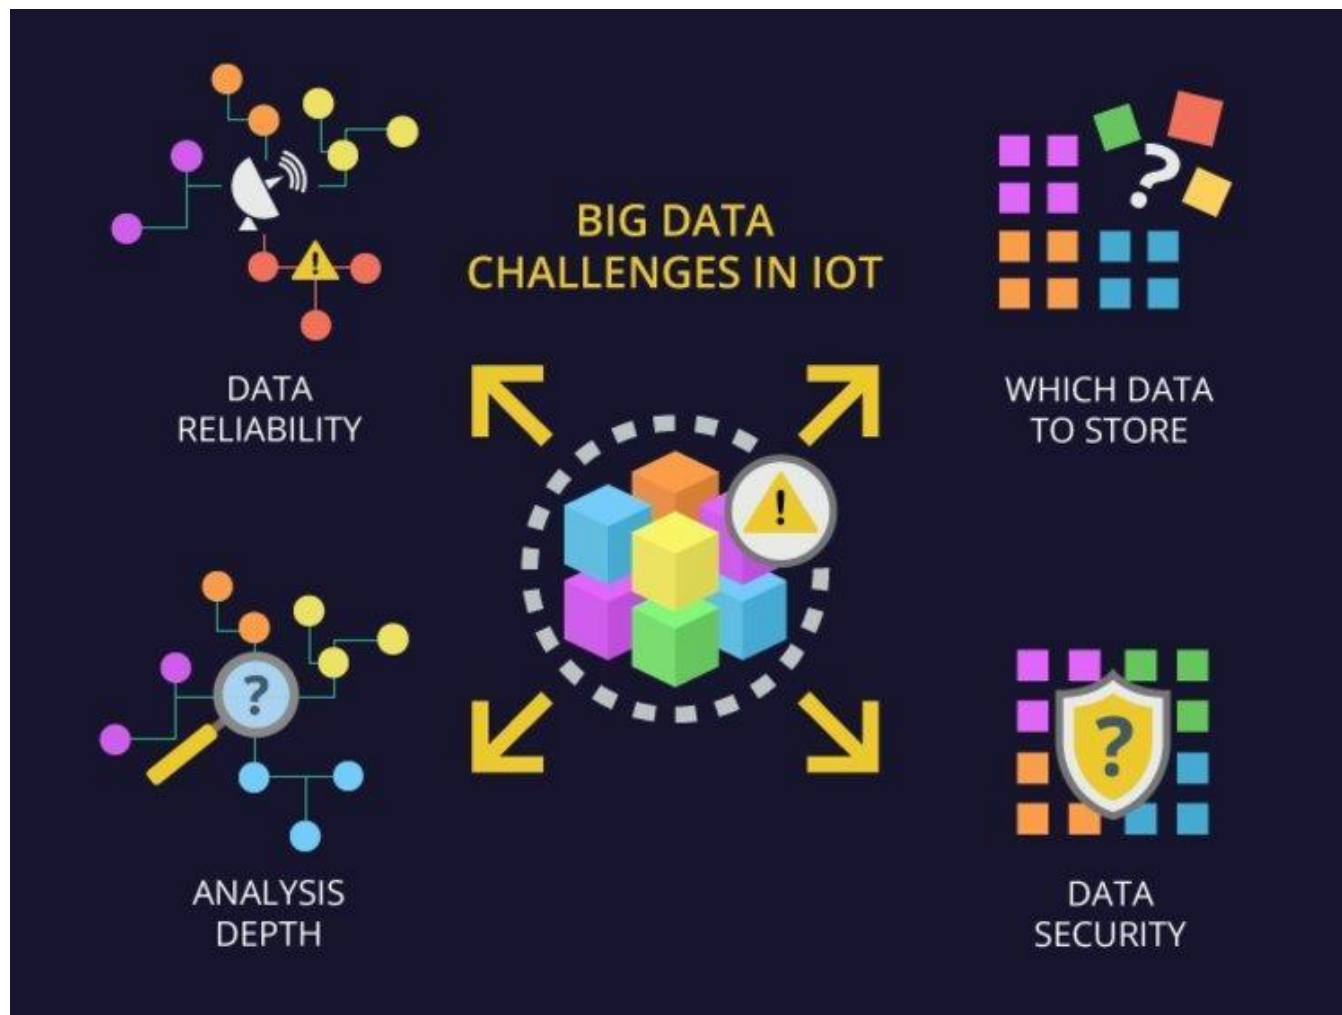 BIG DATA
CHALLENGES IN IOT
DATA
RELIABILITY
WHICH DATA
TO STORE
ANALYSIS
DEPTH
DATA
SECURITY